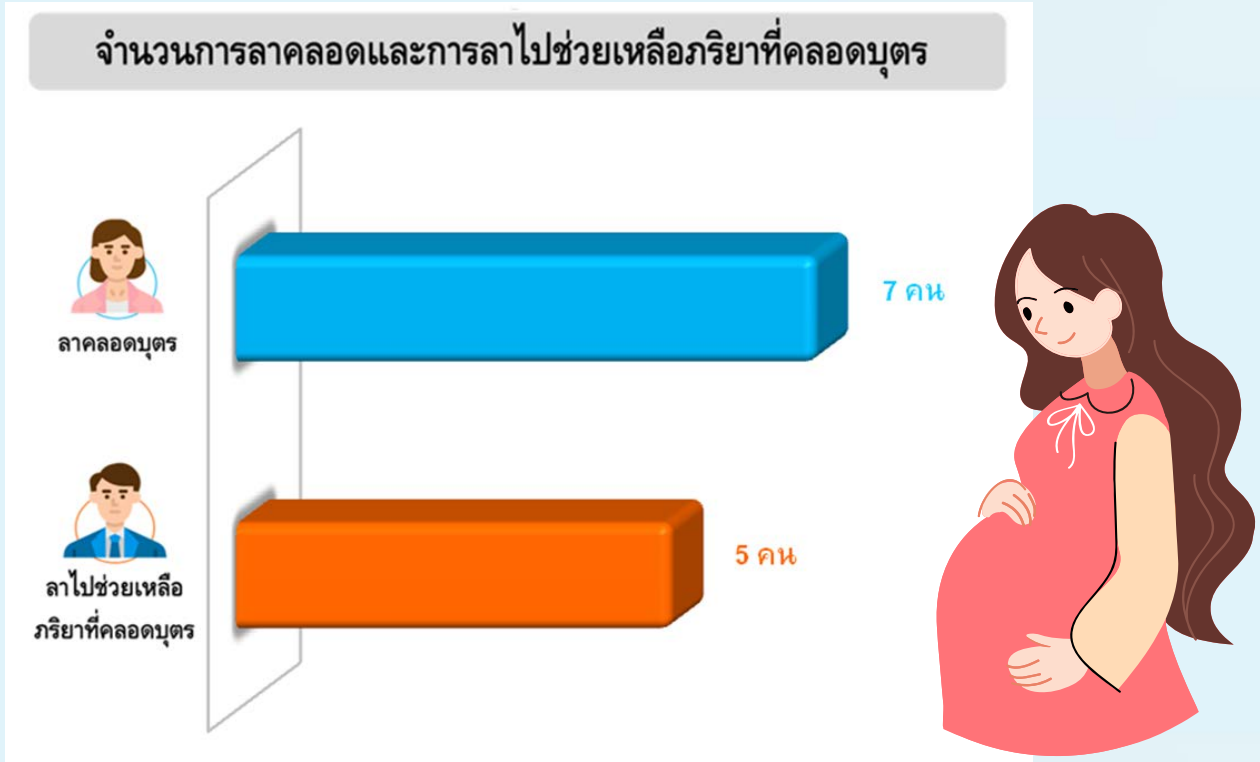 จำนวนการลาคลอดและการลาไปช่วยเหลือภริยาที่คลอดบุตร
ลาคลอดบุตร
7 คน
ลาไปช่วยเหลือ
ภริยาที่คลอดบุตร
5 คน